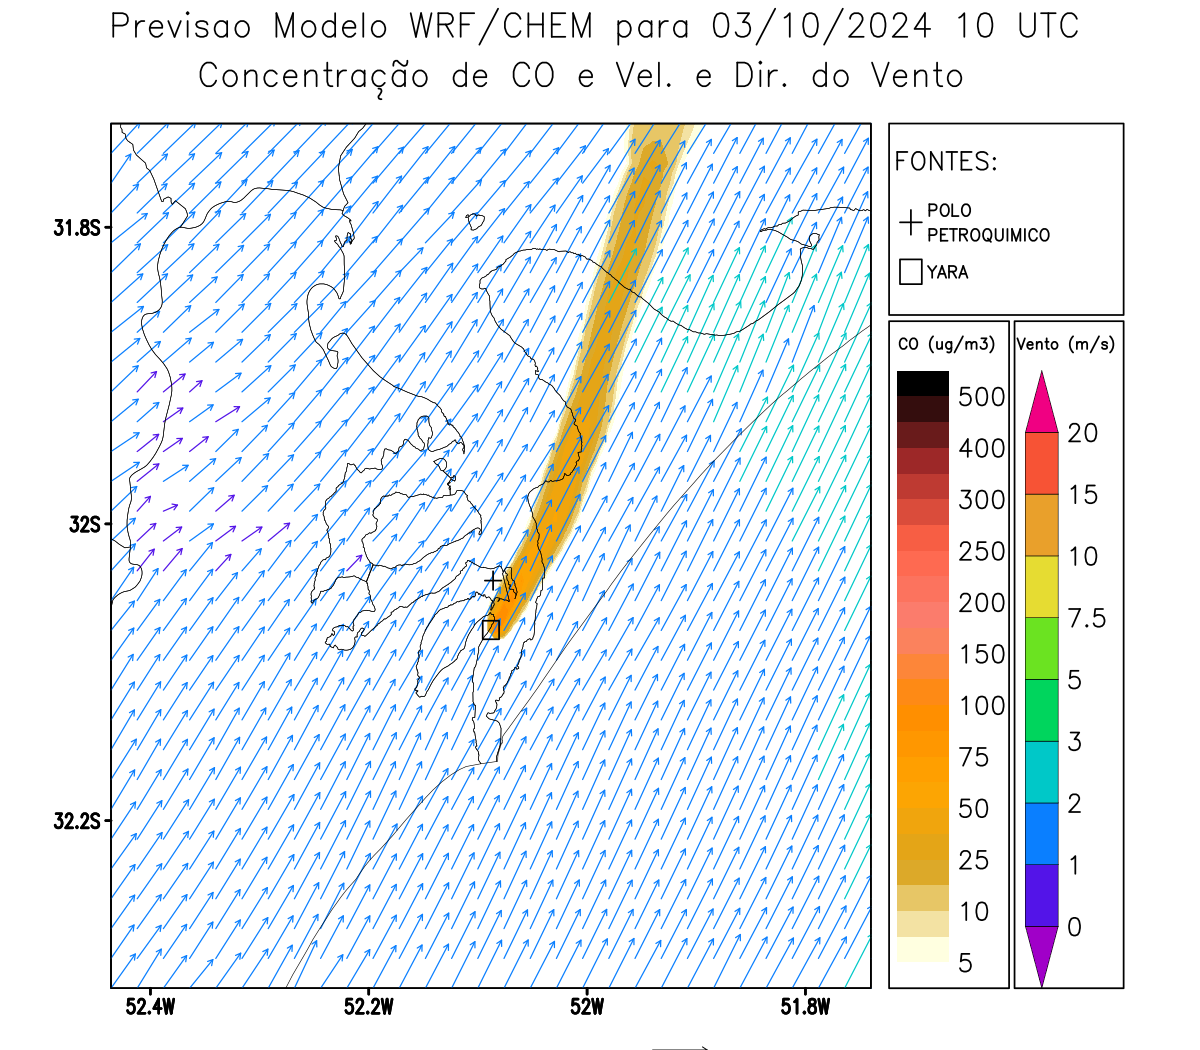 Previsao Modelo WRF/CHEM para 03/10/2024 10 UTC
Concentração de CO e Vel. e Dir. do Vento
FONTES:
POLO
PETROQUIMICO
YARA
CO (ug/m3)
500
400
300
250
200
150
100
75
50
25
10
5
Vento (m/s)
20
15
10
7.5
5
3
2
1
0
31.8S
32S
32.2S
52.4W
52.2W
52W
51.8W